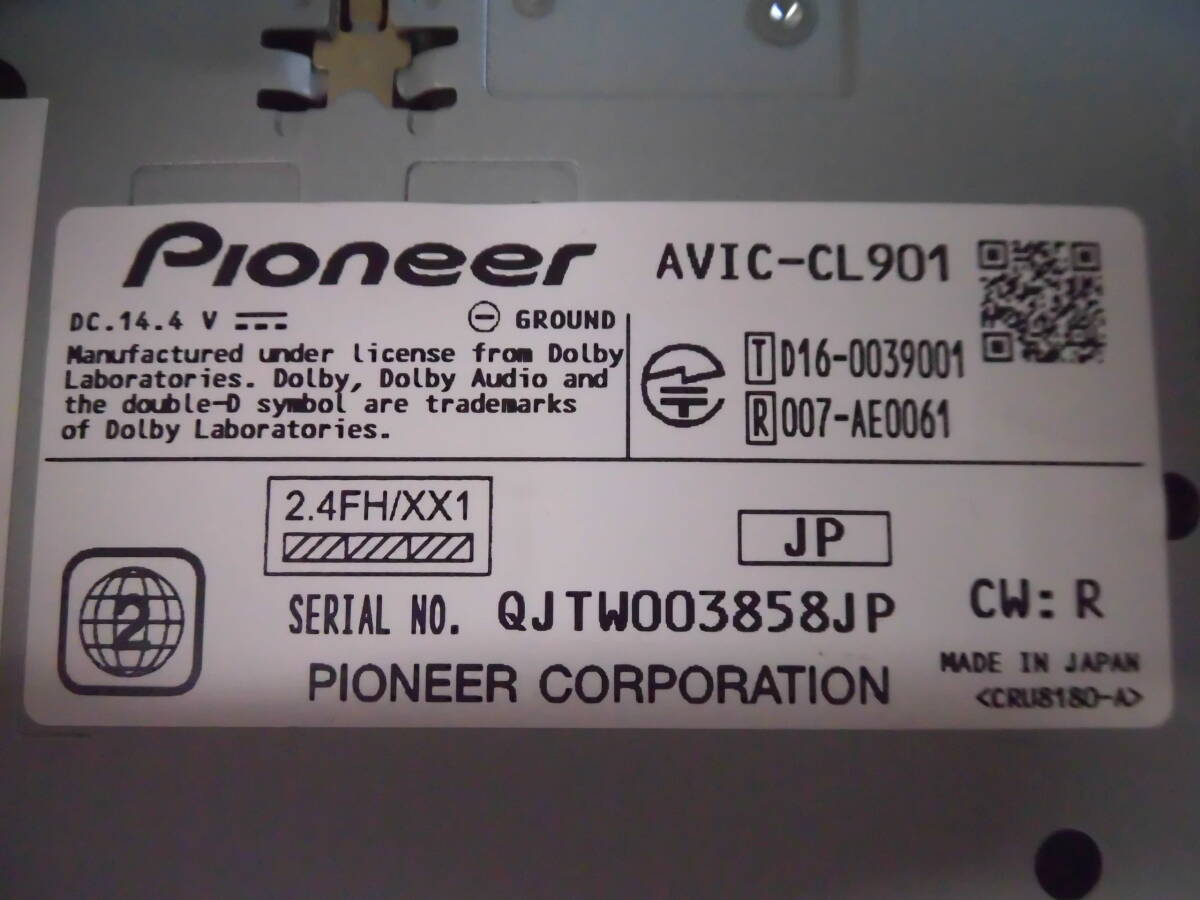 Pioneer AVIC-CL901
DC.14.4 V ⊖ GROUND
Manufactured under license from Dolby
Laboratories. Dolby, Dolby Audio and
the double-D symbol are trademarks
of Dolby Laboratories.
T D16-0039001
R 007-AE0061
2.4FH/XX1
JP
2
SERIAL NO. QJTW003858JP
CW: R
PIONEER CORPORATION
MADE IN JAPAN
<CRU8180-A>